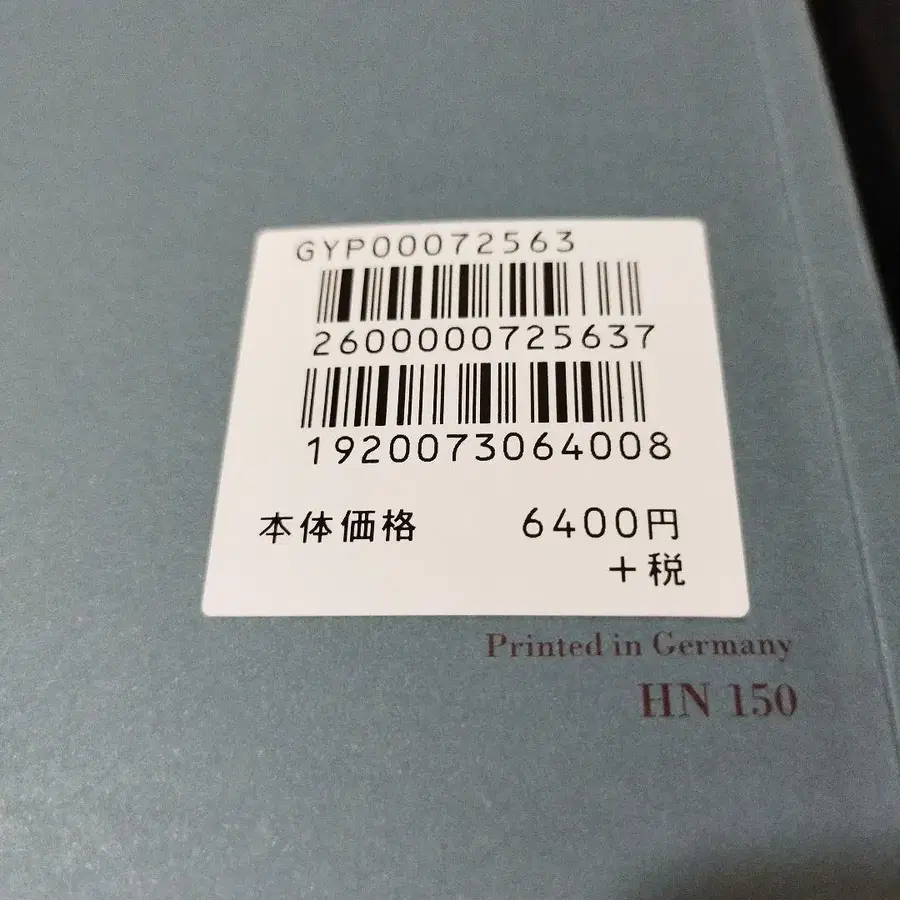 GYP00072563
2600000725637
1920073064008
本体価格 6400円
+税
Printed in Germany
HN 150